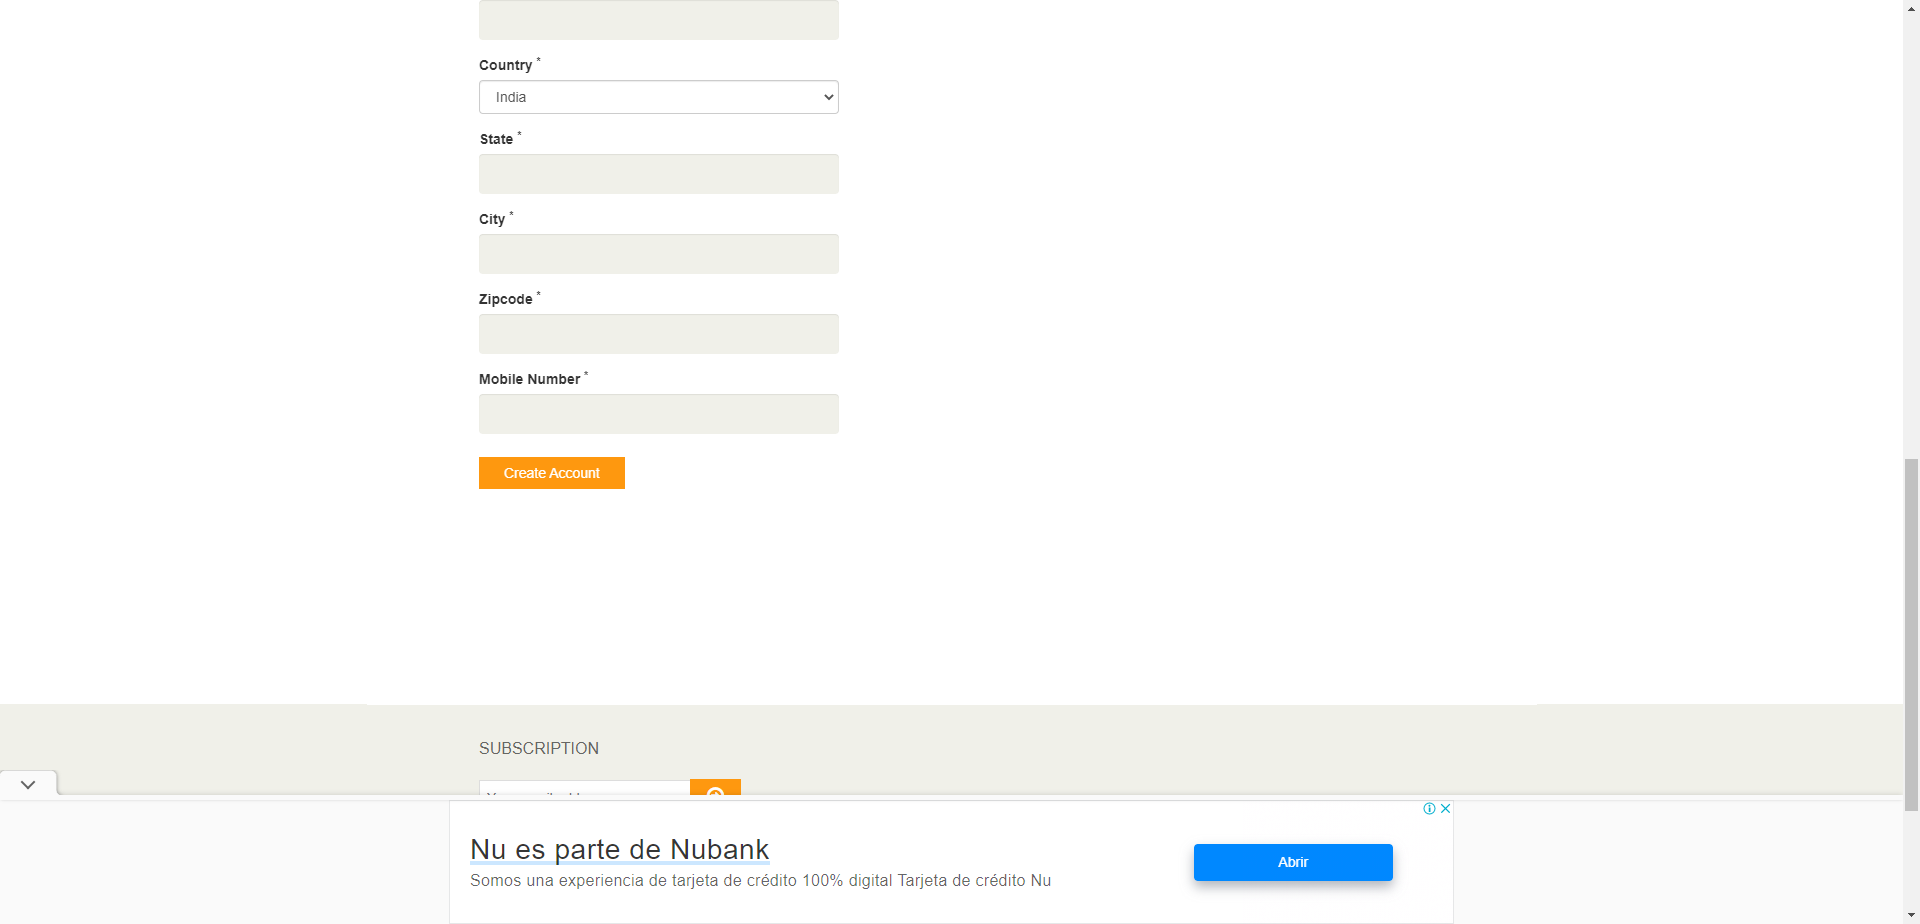 Country *
India
State *
City *
Zipcode *
Mobile Number *
Create Account
SUBSCRIPTION
Nu es parte de Nubank
Somos una experiencia de tarjeta de crédito 100% digital Tarjeta de crédito Nu
Abrir